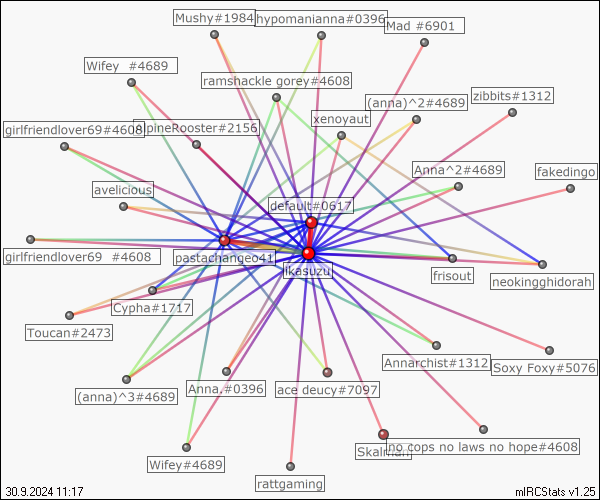 Mushy#1984
hypomanianna#0396
Mad #6901
Wifey #4689
ramshackle gorey#4608
zibbits#1312
(anna)^2#4689
xenoyaut
girlfriendlover69#4608
lpineRooster#2156
Anna^2#4689
fakedingo
avelicious
default#0617
girlfriendlover69 #4608
pastachangeo41
likasuzu
frisout
neokingghidorah
Cypha#1717
Toucan#2473
Annarchist#1312
Soxy Foxy#5076
(anna)^3#4689
Anna.#0396
ace deucy#7097
Wifey#4689
no cops no laws no hope#4608
rattgaming
30.9.2024 11:17
mIRCStats v1.25